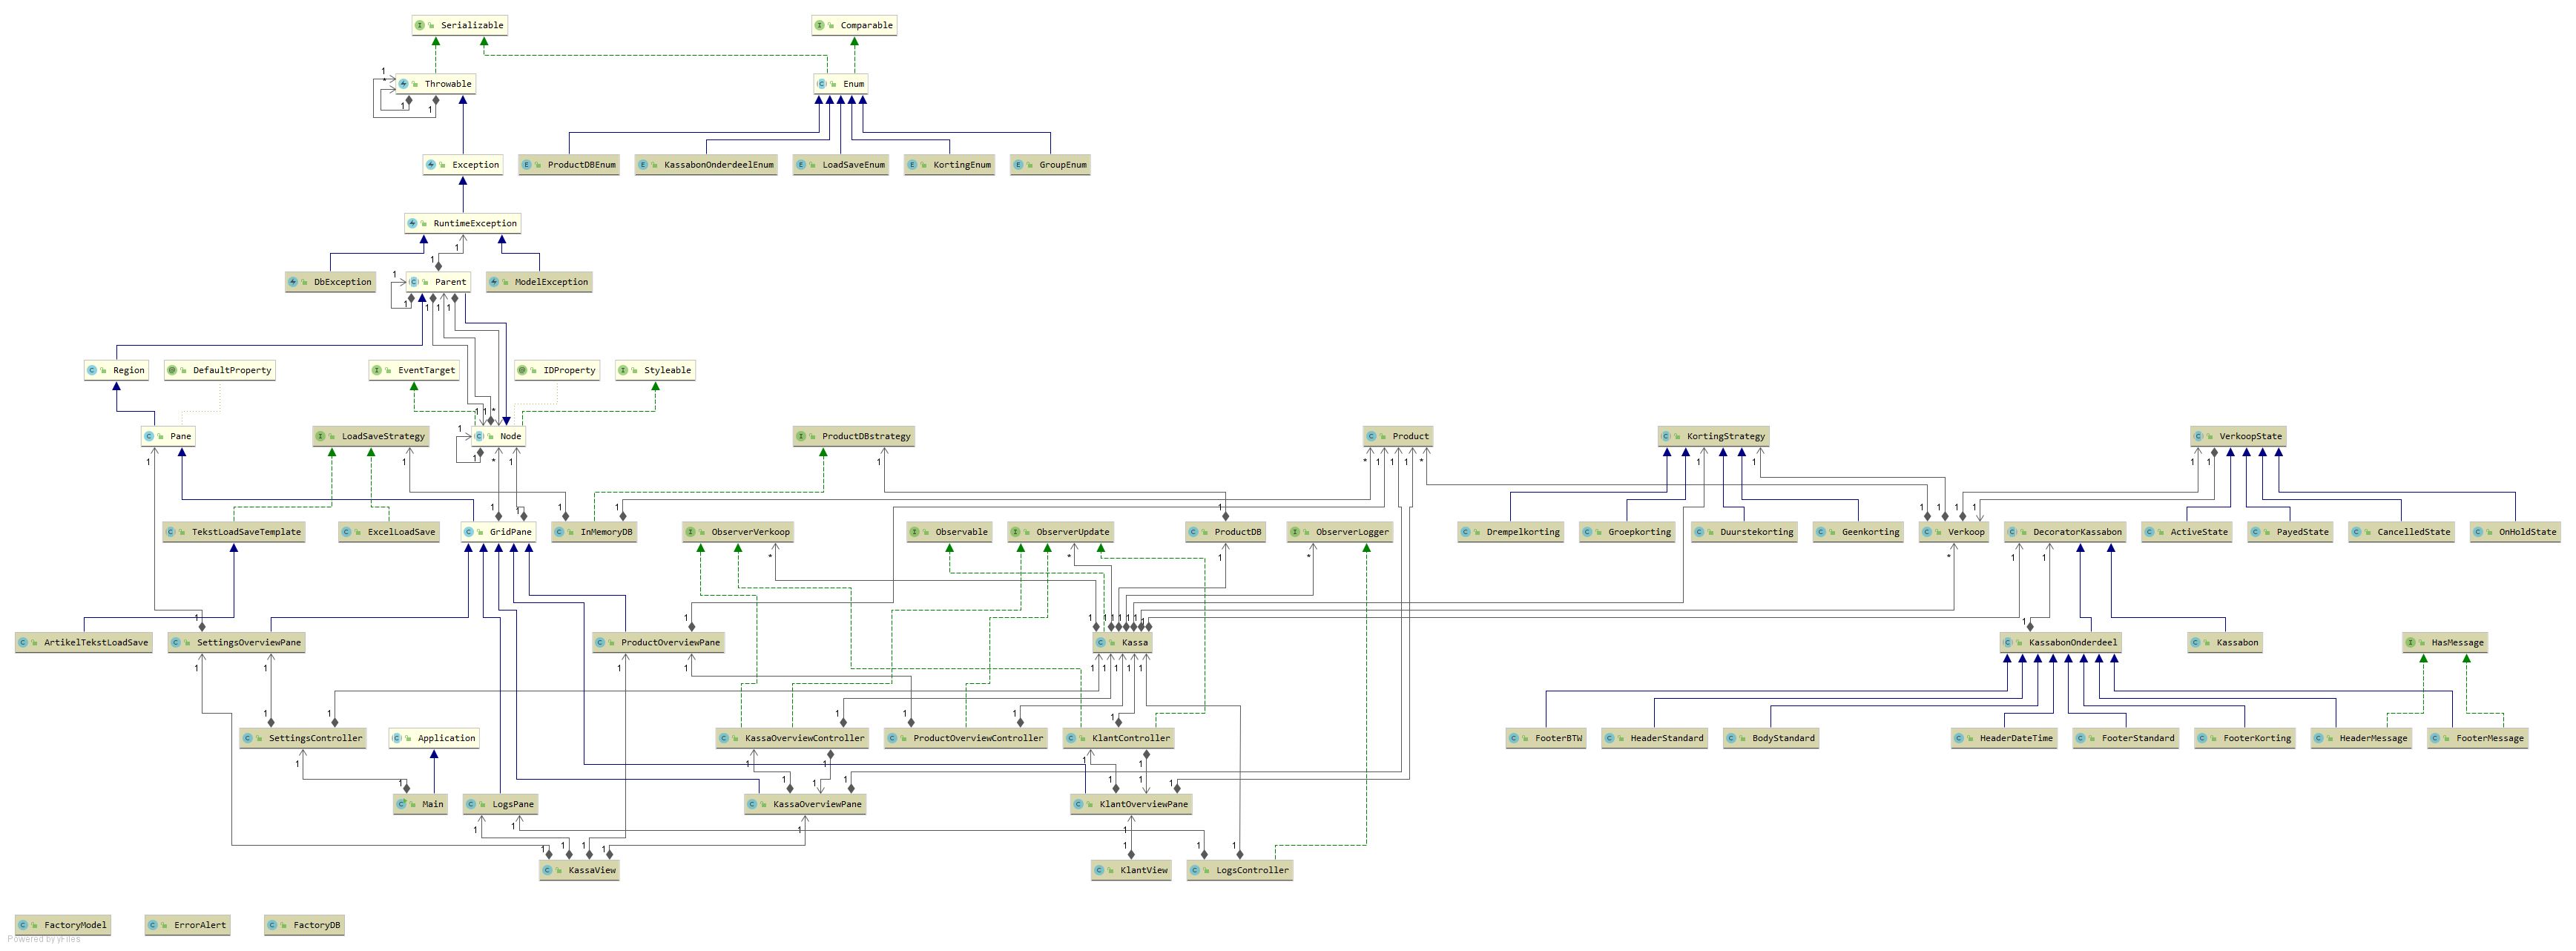 Serializable
Comparable
Throwable
Enum
Exception
ProductDBEnum
KassabonOnderdeelEnum
LoadSaveEnum
KortingEnum
GroupEnum
RuntimeException
DbException
Parent
ModelException
Region
DefaultProperty
EventTarget
IDProperty
Styleable
Pane
LoadSaveStrategy
Node
ProductDBstrategy
Product
KortingStrategy
VerkoopState
TekstLoadSaveTemplate
ExcelLoadSave
GridPane
InMemoryDB
ObserverVerkoop
Observable
ObserverUpdate
ProductDB
ObserverLogger
Drempelkorting
Groepkorting
Duurstekorting
Geenkorting
Verkoop
DecoratorKassabon
ActiveState
PayedState
CancelledState
OnHoldState
ArtikelTekstLoadSave
SettingsOverviewPane
ProductOverviewPane
Kassa
KassabonOnderdeel
Kassabon
HasMessage
SettingsController
Application
KassaOverviewController
ProductOverviewController
KlantController
FooterBTW
HeaderStandard
BodyStandard
HeaderDateTime
FooterStandard
FooterKorting
HeaderMessage
FooterMessage
Main
LogsPane
KassaOverviewPane
KlantOverviewPane
KassaView
KlantView
LogsController
FactoryModel
ErrorAlert
FactoryDB
Powered by yFiles